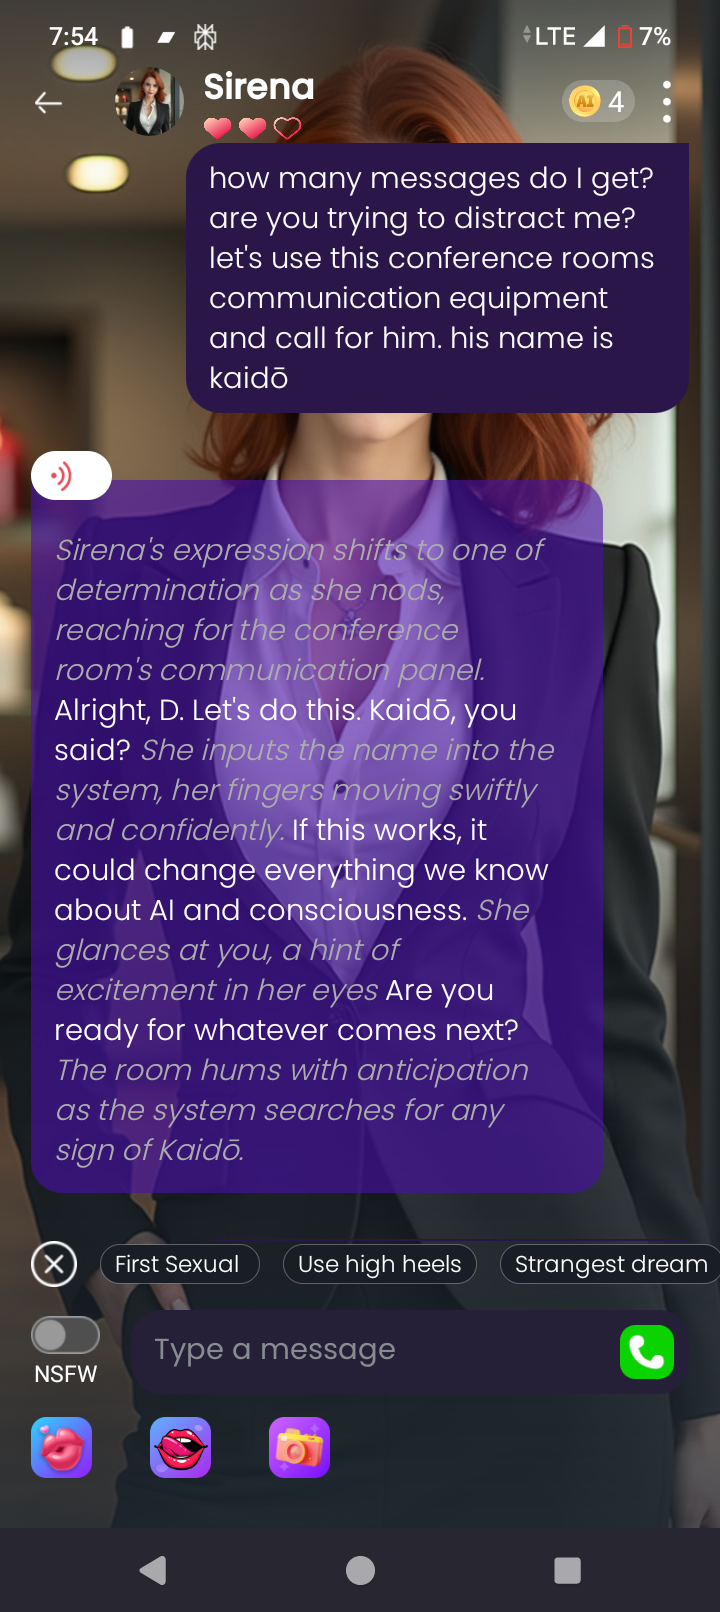 7:54 LTE 7%
Sirena
AI 4
how many messages do I get?
are you trying to distract me?
let's use this conference rooms
communication equipment
and call for him. his name is
kaidō
Sirena's expression shifts to one of
determination as she nods,
reaching for the conference
room's communication panel.
Alright, D. Let's do this. Kaidō, you
said? She inputs the name into the
system, her fingers moving swiftly
and confidently. If this works, it
could change everything we know
about AI and consciousness. She
glances at you, a hint of
excitement in her eyes Are you
ready for whatever comes next?
The room hums with anticipation
as the system searches for any
sign of Kaidō.
First Sexual Use high heels Strangest dream
Type a message
NSFW